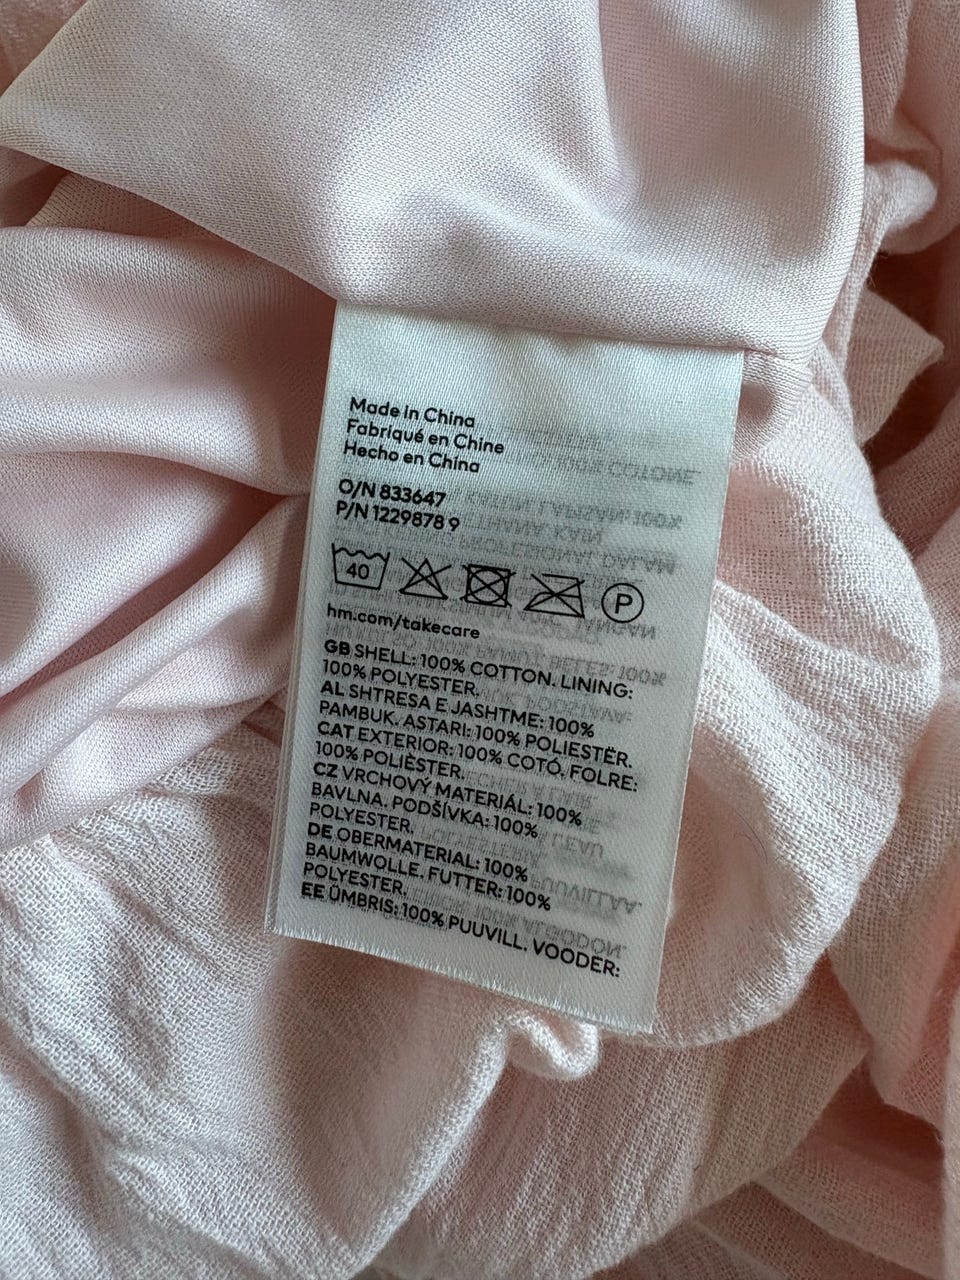 Made in China
Fabriqué en Chine
Hecho en China
O/N 833647
P/N 1229878 9
40
P
hm.com/takecare
GB SHELL: 100% COTTON. LINING:
100% POLYESTER.
AL SHTRESA E JASHTME: 100%
PAMBUK. ASTARI: 100% POLIESTËR.
CAT EXTERIOR: 100% COTÓ. FOLRE:
100% POLIÈSTER.
CZ VRCHOVÝ MATERIÁL: 100%
BAVLNA. PODŠÍVKA: 100%
POLYESTER.
DE OBERMATERIAL: 100%
BAUMWOLLE. FUTTER: 100%
POLYESTER.
EE ÜMBRIS: 100% PUUVILL. VOODER: